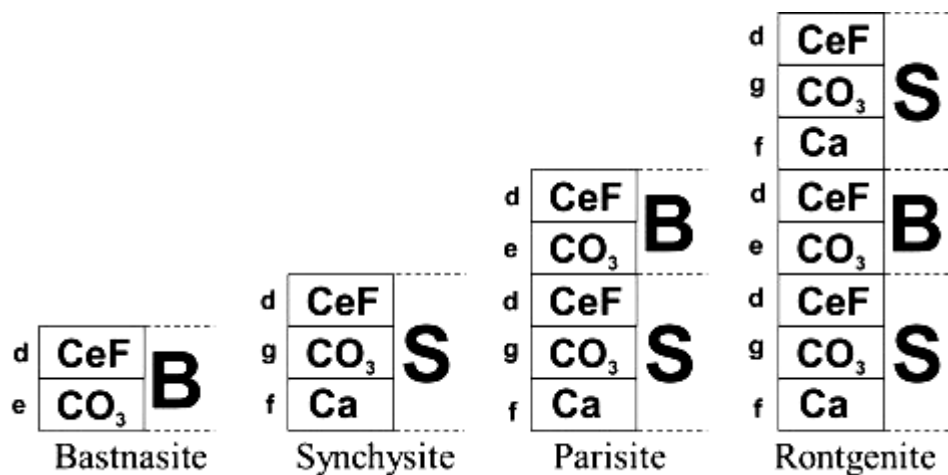 d CeF
B
e CO₃
Bastnasite
d CeF
g CO₃ S
f Ca
Synchysite
d CeF
B
e CO₃
d CeF
g CO₃ S
f Ca
Parisite
d CeF
g CO₃ S
f Ca
d CeF
B
e CO₃
d CeF
g CO₃ S
f Ca
Rontgenite